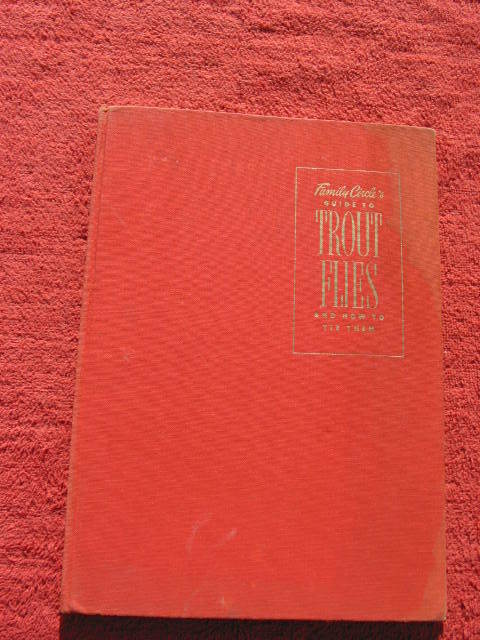 Family Circle's
GUIDE TO
TROUT
FLIES
AND HOW TO
TIE THEM